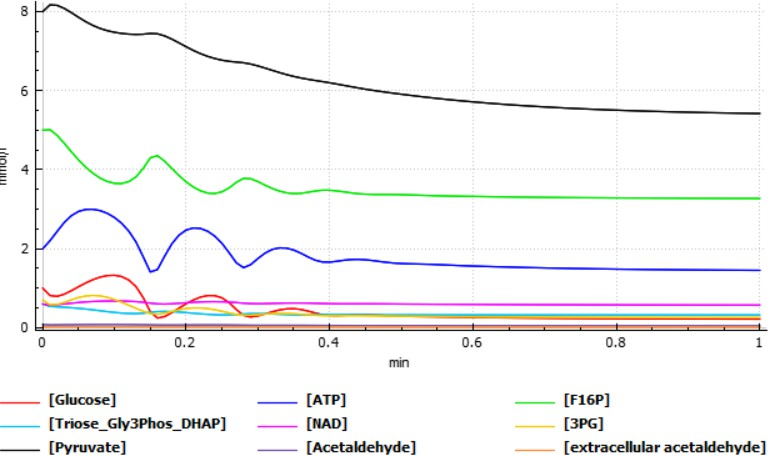 8
6
4
2
0
0 0.2 0.4 0.6 0.8 1
min
[Glucose] [ATP] [F16P]
[Triose_Gly3Phos_DHAP] [NAD] [3PG]
[Pyruvate] [Acetaldehyde] [extracellular acetaldehyde]